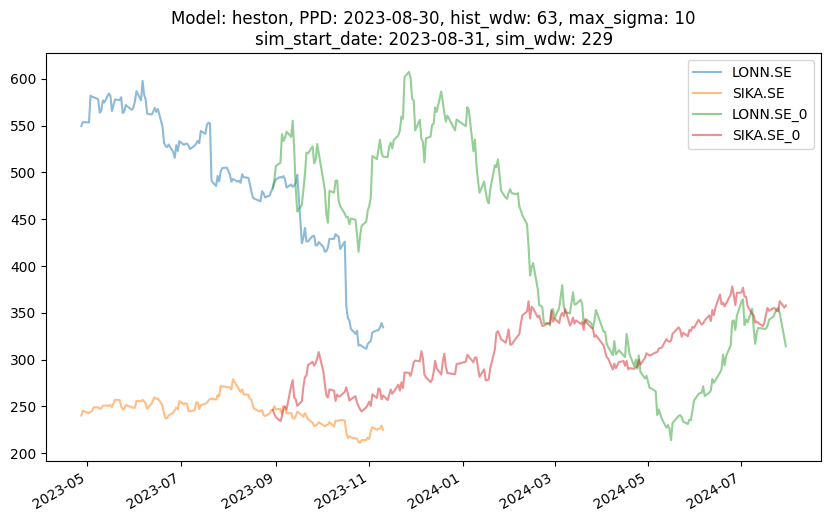 Model: heston, PPD: 2023-08-30, hist_wdw: 63, max_sigma: 10
sim_start_date: 2023-08-31, sim_wdw: 229
LONN.SE
SIKA.SE
LONN.SE_0
SIKA.SE_0
600
550
500
450
400
350
300
250
200
2023-05
2023-07
2023-09
2023-11
2024-01
2024-03
2024-05
2024-07